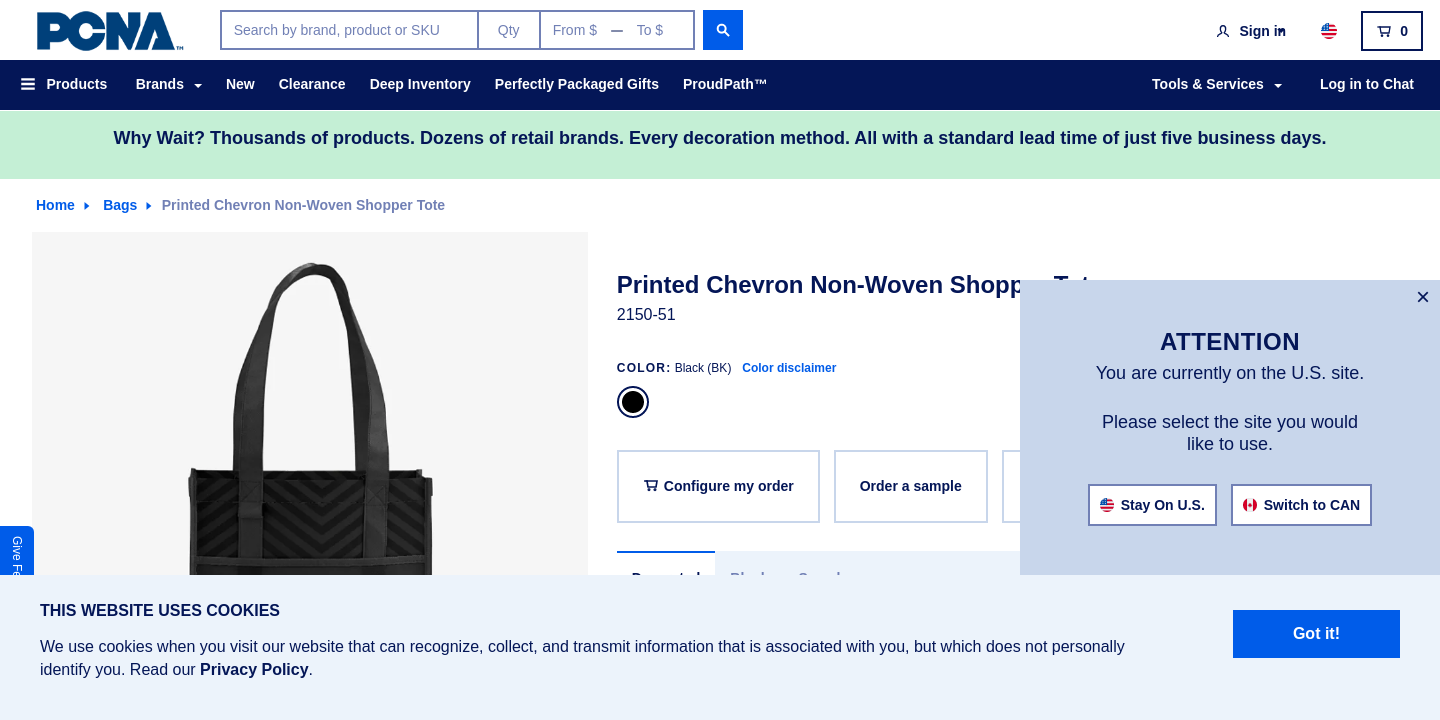 PCNA™
Search by brand, product or SKU
Qty
From $ — To $
Sign in
0
Products
Brands
New
Clearance
Deep Inventory
Perfectly Packaged Gifts
ProudPath™
Tools & Services
Log in to Chat
Why Wait? Thousands of products. Dozens of retail brands. Every decoration method. All with a standard lead time of just five business days.
Home
Bags
Printed Chevron Non-Woven Shopper Tote
Printed Chevron Non-Woven Shopper Tote
2150-51
COLOR: Black (BK) Color disclaimer
Configure my order
Order a sample
×
ATTENTION
You are currently on the U.S. site.
Please select the site you would
like to use.
Stay On U.S.
Switch to CAN
Give
THIS WEBSITE USES COOKIES
We use cookies when you visit our website that can recognize, collect, and transmit information that is associated with you, but which does not personally
identify you. Read our Privacy Policy.
Got it!